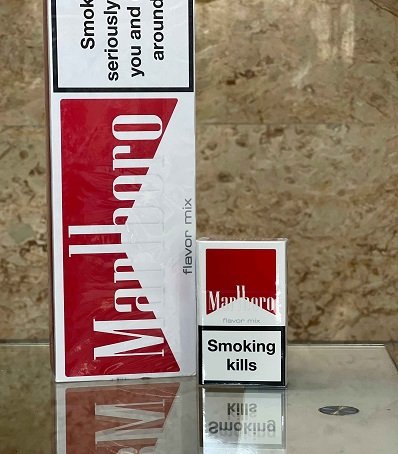 Smok
seriously
you and
around
Marlboro
flavor mix
Marlboro
flavor mix
Smoking
kills